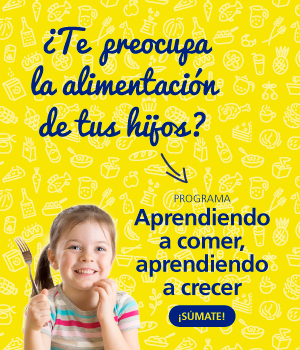 ¿Te preocupa
la alimentación
de tus hijos?
PROGRAMA
Aprendiendo
a comer,
aprendiendo
a crecer
¡SÚMATE!